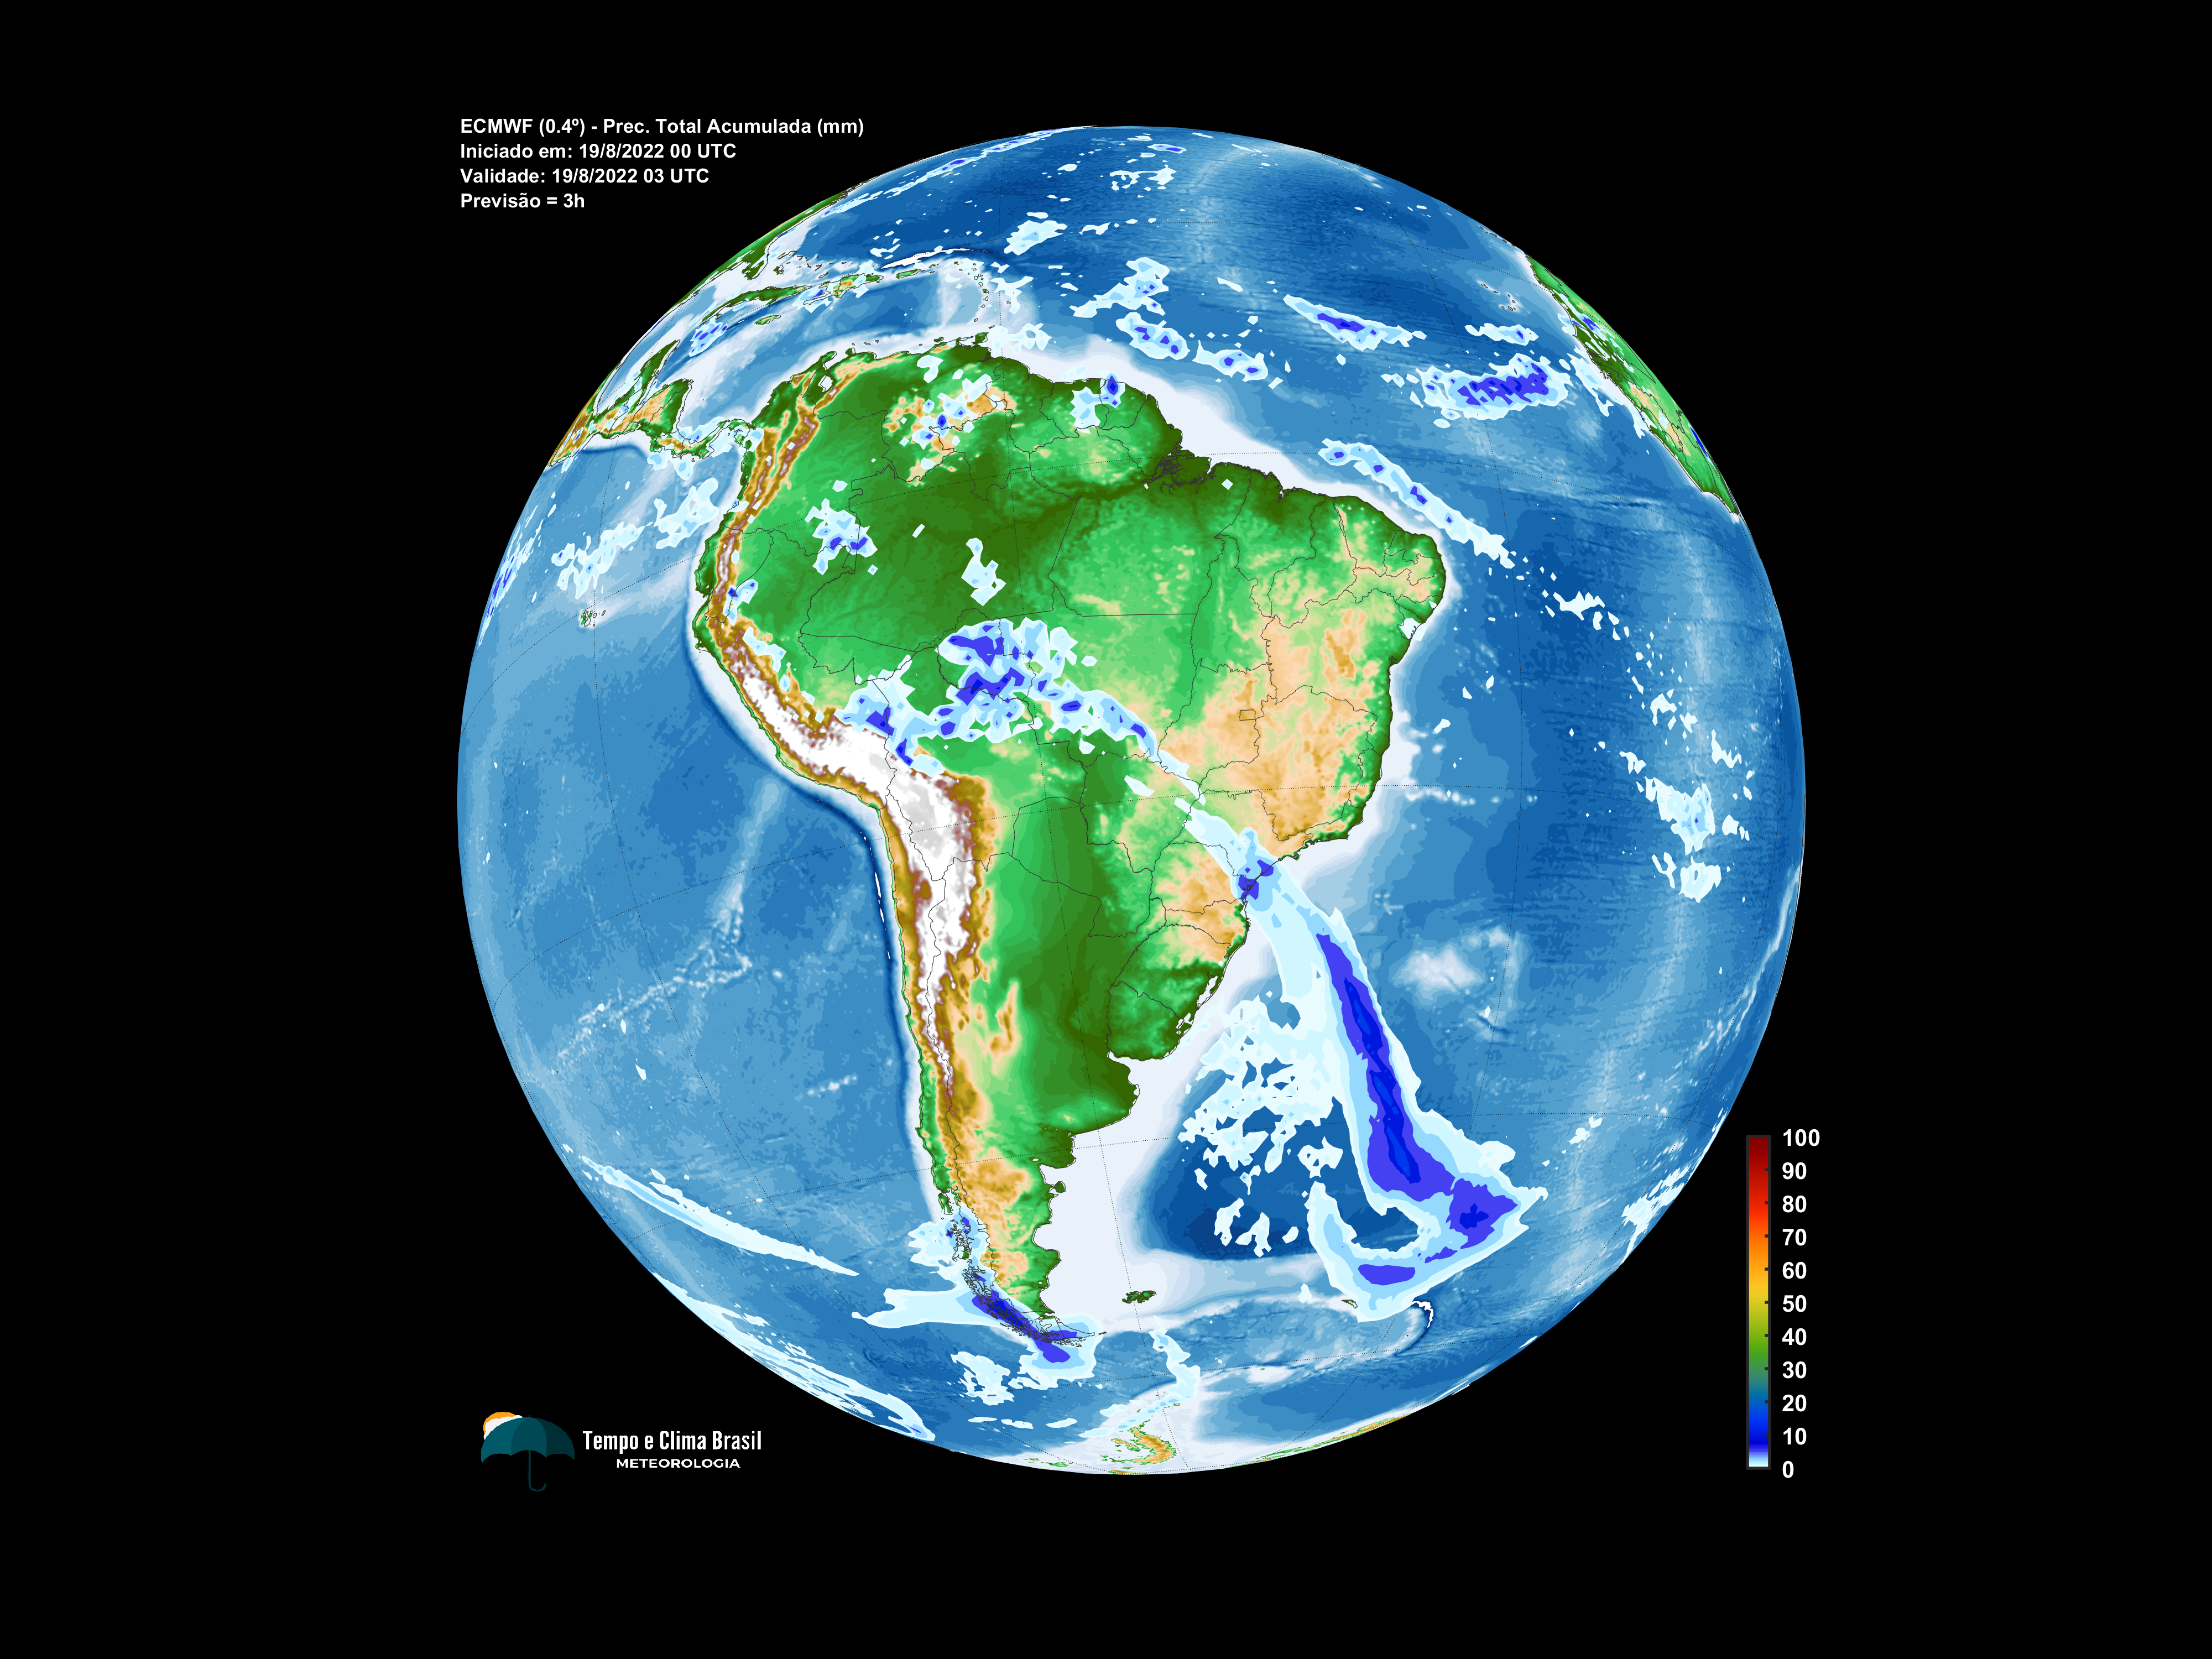 ECMWF (0.4º) - Prec. Total Acumulada (mm)
Iniciado em: 19/8/2022 00 UTC
Validade: 19/8/2022 03 UTC
Previsão = 3h
100
90
80
70
60
50
40
30
20
10
0
Tempo e Clima Brasil
METEOROLOGIA